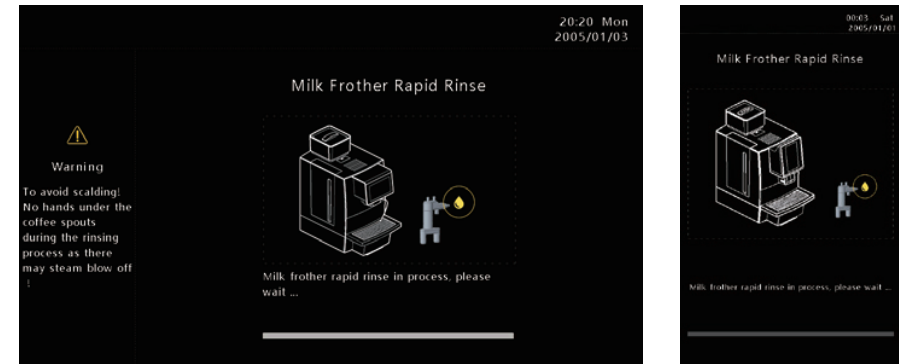 20:20 Mon
2005/01/03
Milk Frother Rapid Rinse
Warning
To avoid scalding!
No hands under the
coffee spouts
during the rinsing
process as there
may steam blow off
!
Milk frother rapid rinse in process, please
wait ...
00:03 Sat
2005/01/01
Milk Frother Rapid Rinse
Milk frother rapid rinse in process, please wait ...